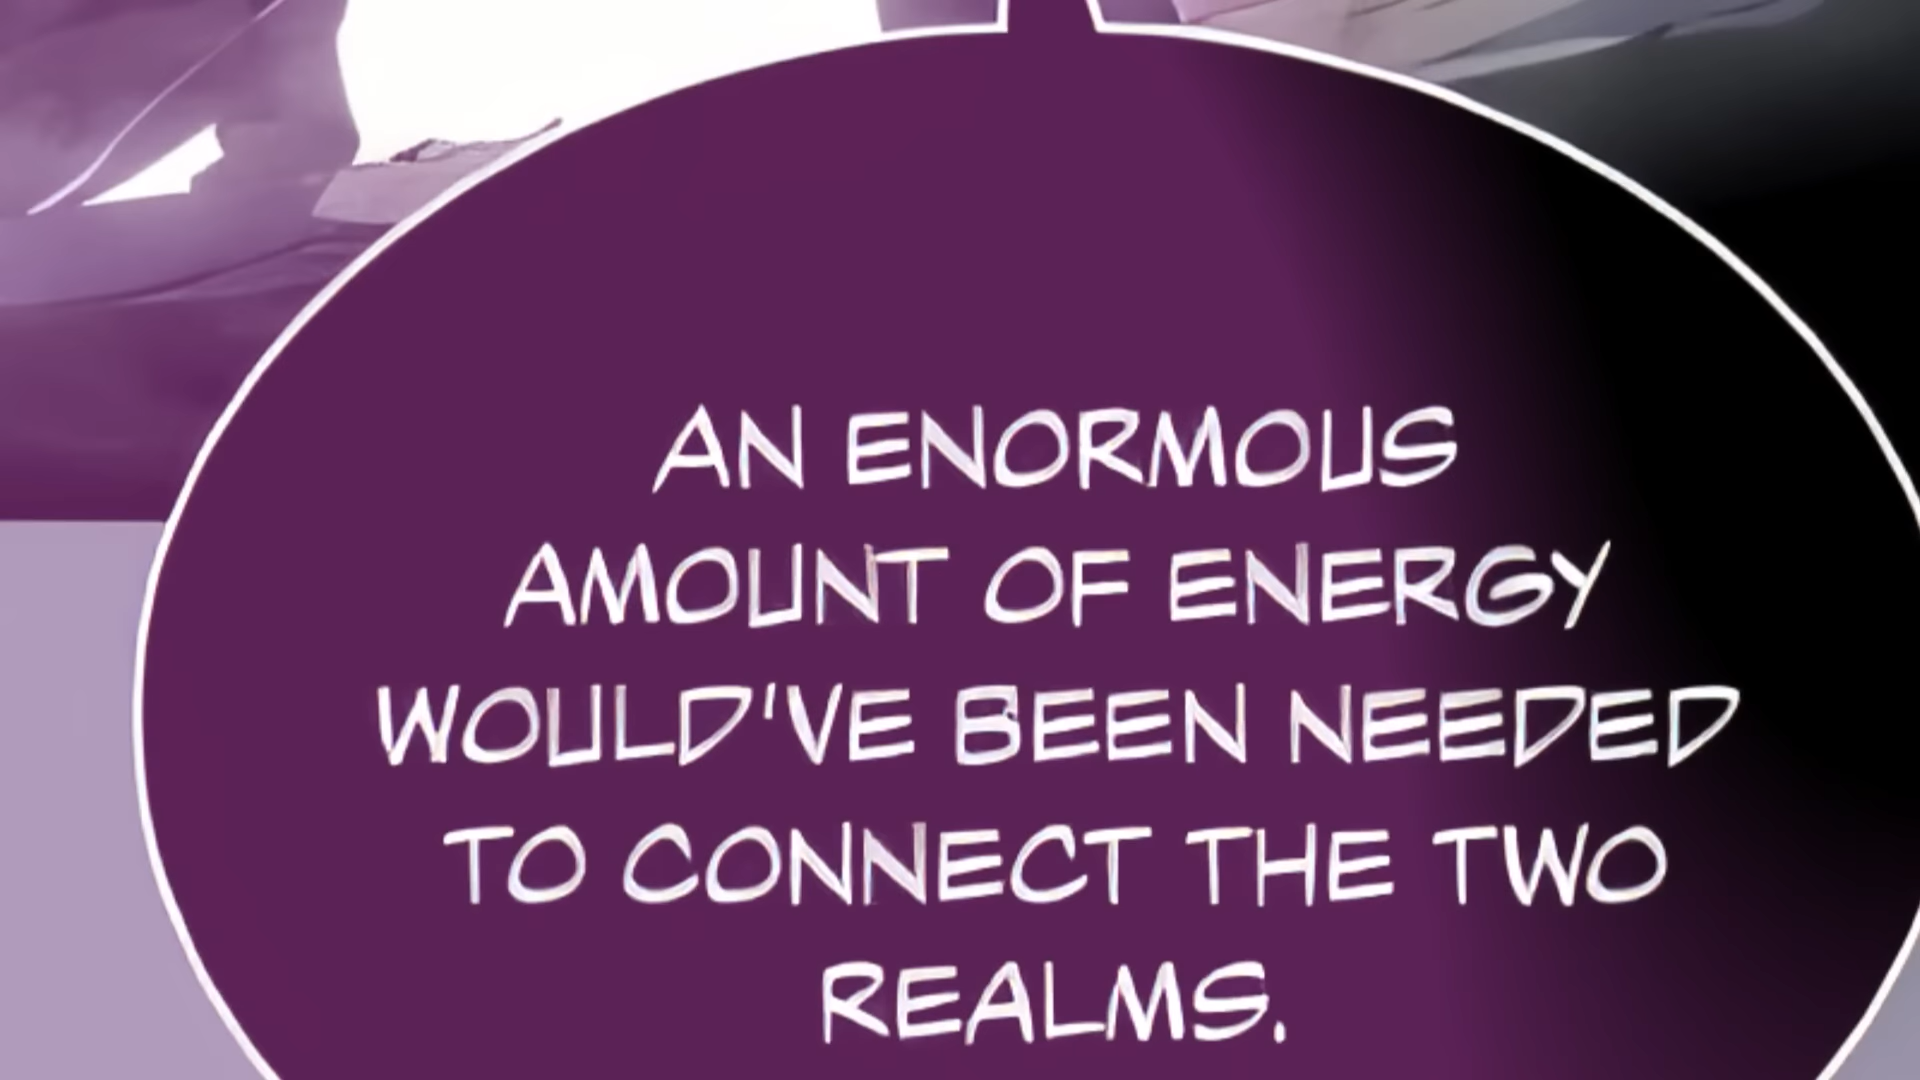 AN ENORMOUS
AMOUNT OF ENERGY
WOULD'VE BEEN NEEDED
TO CONNECT THE TWO
REALMS.